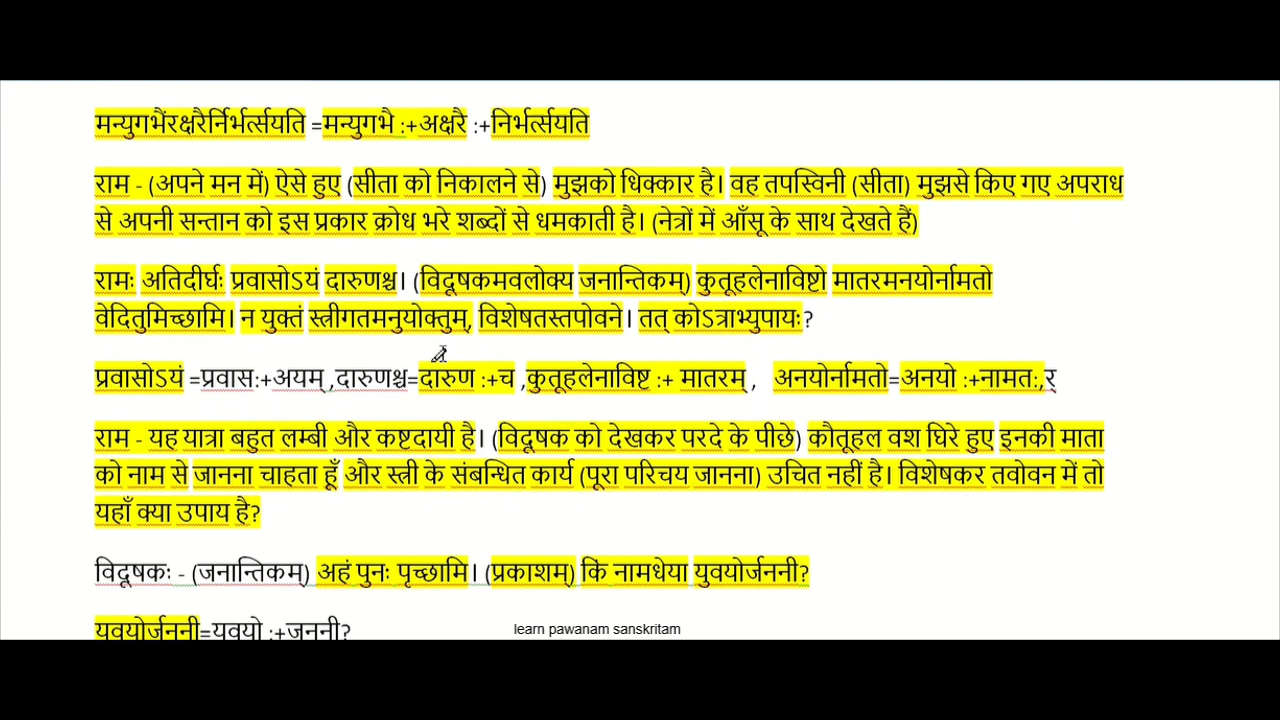 मन्युगर्भैरक्षरैर्निर्भर्त्सयति =मन्युगभै :+अक्षरै :+निर्भर्त्सयति
राम - (अपने मन में) ऐसे हुए (सीता को निकालने से) मुझको धिक्कार है। वह तपस्विनी (सीता) मुझसे किए गए अपराध
से अपनी सन्तान को इस प्रकार क्रोध भरे शब्दों से धमकाती है। (नेत्रों में आँसू के साथ देखते हैं)
रामः अतिदीर्घः प्रवासोऽयं दारुणश्च। (विदूषकमवलोक्य जनान्तिकम्) कुतूहलेनाविष्टो मातरमनयोर्नामतो
वेदितुमिच्छामि। न युक्तं स्त्रीगतमनुयोक्तुम्, विशेषतस्तपोवने। तत् कोऽत्राभ्युपायः?
प्रवासोऽयं =प्रवास:+अयम् ,दारुणश्च=दारुण :+च ,कुतूहलेनाविष्ट :+ मातरम् , अनयोर्नामतो=अनयो :+नामत:,र्
राम - यह यात्रा बहुत लम्बी और कष्टदायी है। (विदूषक को देखकर परदे के पीछे) कौतूहल वश घिरे हुए इनकी माता
को नाम से जानना चाहता हूँ और स्त्री के संबन्धित कार्य (पूरा परिचय जानना) उचित नहीं है। विशेषकर तवोवन में तो
यहाँ क्या उपाय है?
विदूषकः - (जनान्तिकम्) अहं पुनः पृच्छामि। (प्रकाशम्) किं नामधेया युवयोर्जननी?
युवयोर्जननी=युवयो :+जननी?
learn pawanam sanskritam